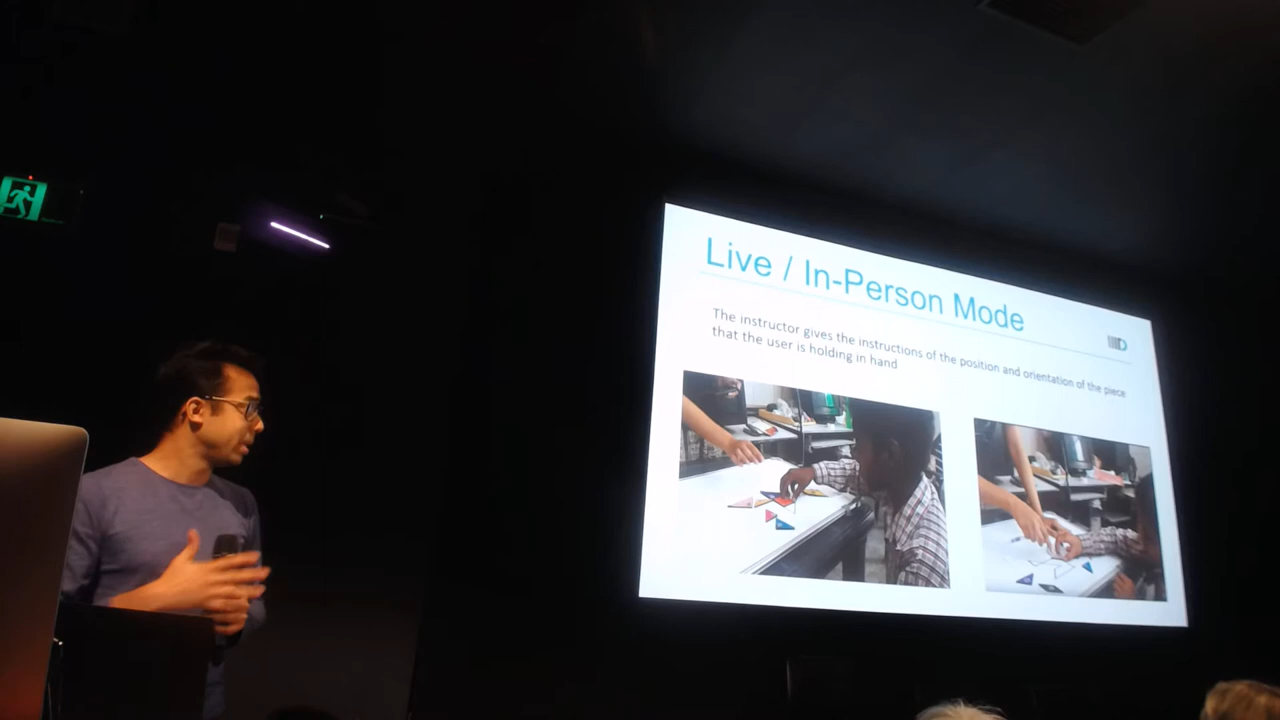 Live / In-Person Mode
The instructor gives the instructions of the position and orientation of the piece
that the user is holding in hand